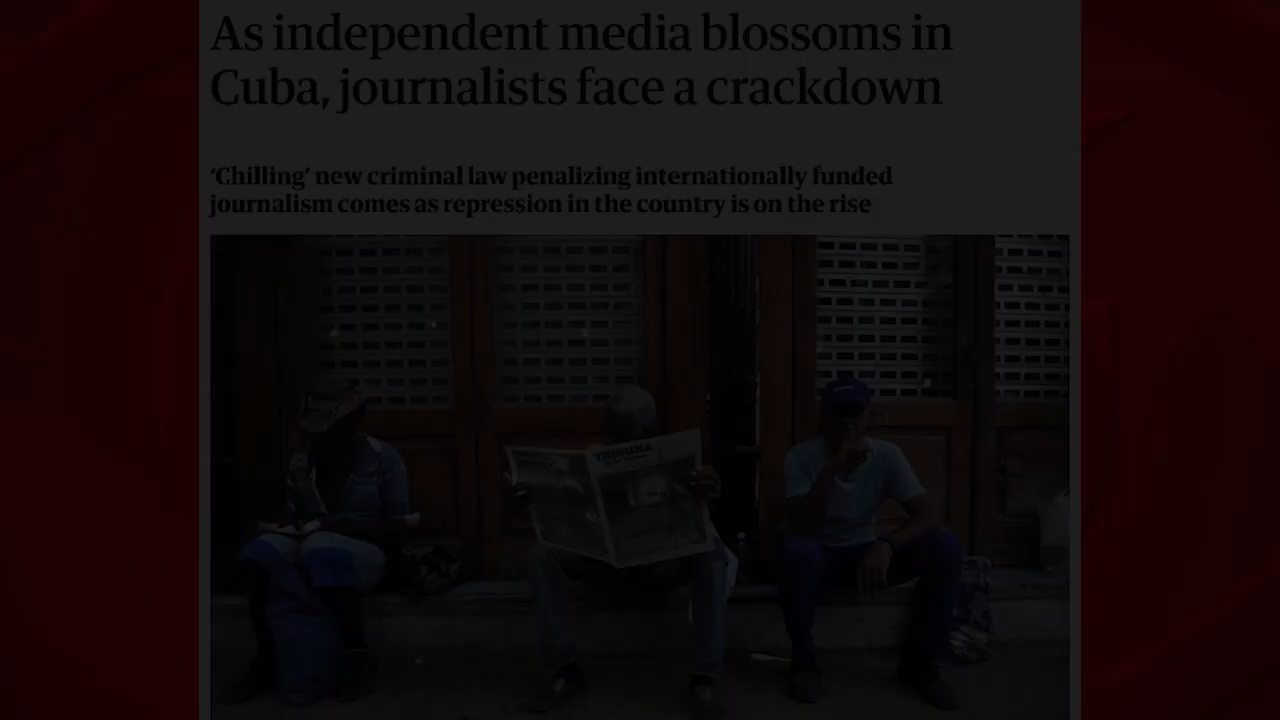 As independent media blossoms in
Cuba, journalists face a crackdown
‘Chilling’ new criminal law penalizing internationally funded
journalism comes as repression in the country is on the rise
TRIBUNA